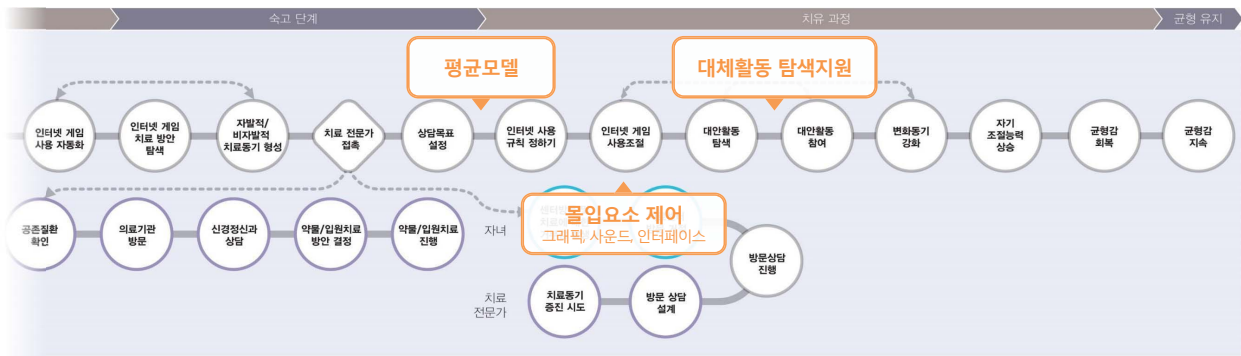 숙고 단계
치유 과정
균형 유지
평균모델
대체활동 탐색지원
인터넷 게임
사용 자동화
인터넷 게임
치료 방안
탐색
자발적/
비자발적
치료동기 형성
치료 전문가
접촉
상담목표
설정
인터넷 사용
규칙 정하기
인터넷 게임
사용조절
대안활동
탐색
대안활동
참여
변화동기
강화
자기
조절능력
상승
균형감
회복
균형감
지속
공존질환
확인
의료기관
방문
신경정신과
상담
약물/입원치료
방안 결정
약물/입원치료
진행
자녀
몰입요소 제어
그래픽, 사운드, 인터페이스
방문상담
진행
치료
전문가
치료동기
증진 시도
방문 상담
설계